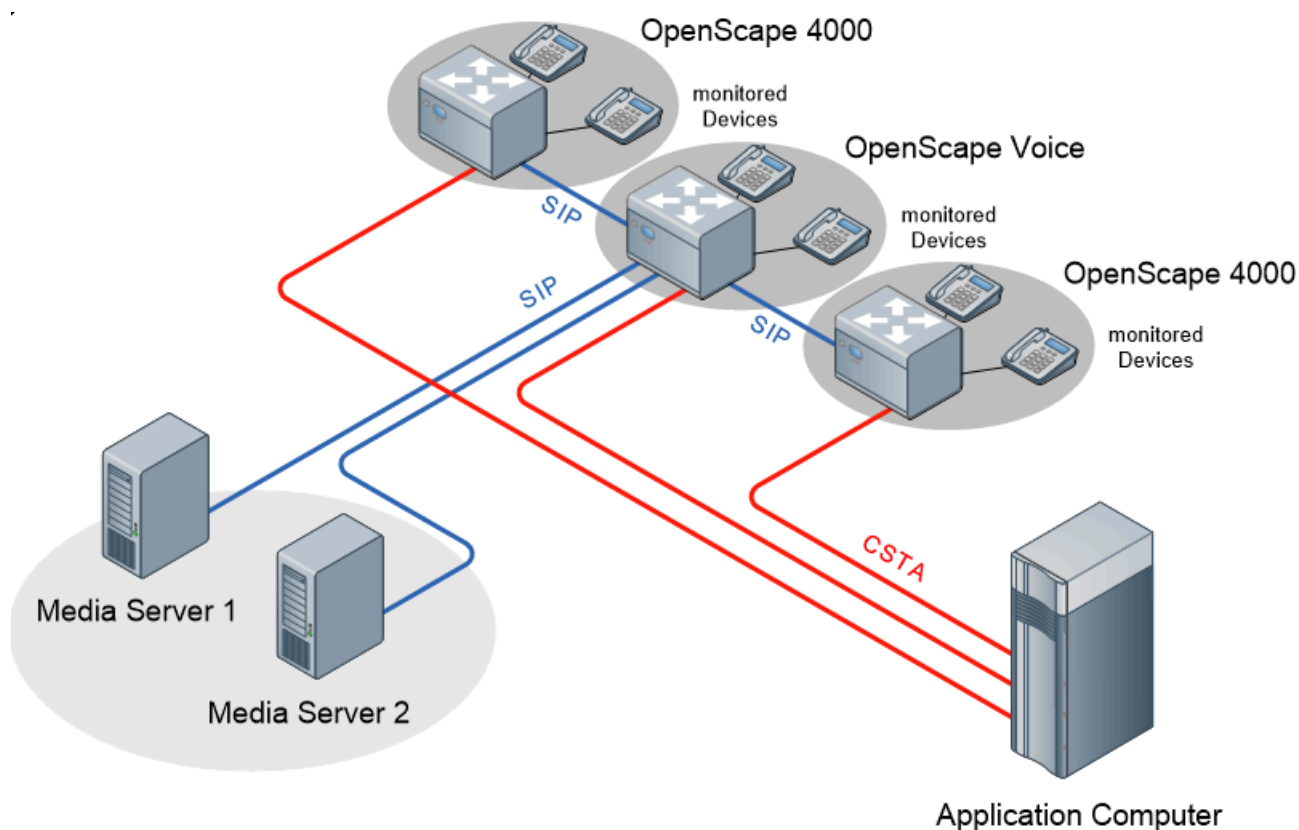 OpenScape 4000
monitored
Devices
OpenScape Voice
SIP
monitored
Devices
OpenScape 4000
SIP
SIP
monitored
Devices
CSTA
Media Server 1
Media Server 2
Application Computer